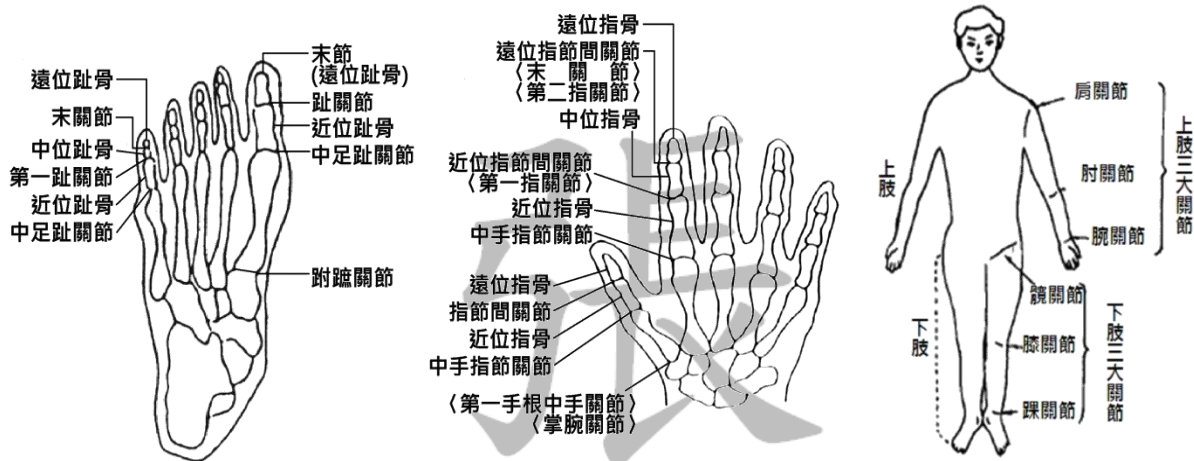 末節
(遠位趾骨)
趾關節
近位趾骨
中足趾關節
跗蹠關節
遠位趾骨
末關節
中位趾骨
第一趾關節
近位趾骨
中足趾關節
遠位指骨
遠位指節間關節
〈末關節〉
〈第二指關節〉
中位指骨
近位指節間關節
〈第一指關節〉
近位指骨
中手指節關節
遠位指骨
指節間關節
近位指骨
中手指節關節
〈第一手根中手關節〉
〈掌腕關節〉
肩關節
肘關節
腕關節
上肢三大關節
上肢
髖關節
膝關節
踝關節
下肢三大關節
下肢